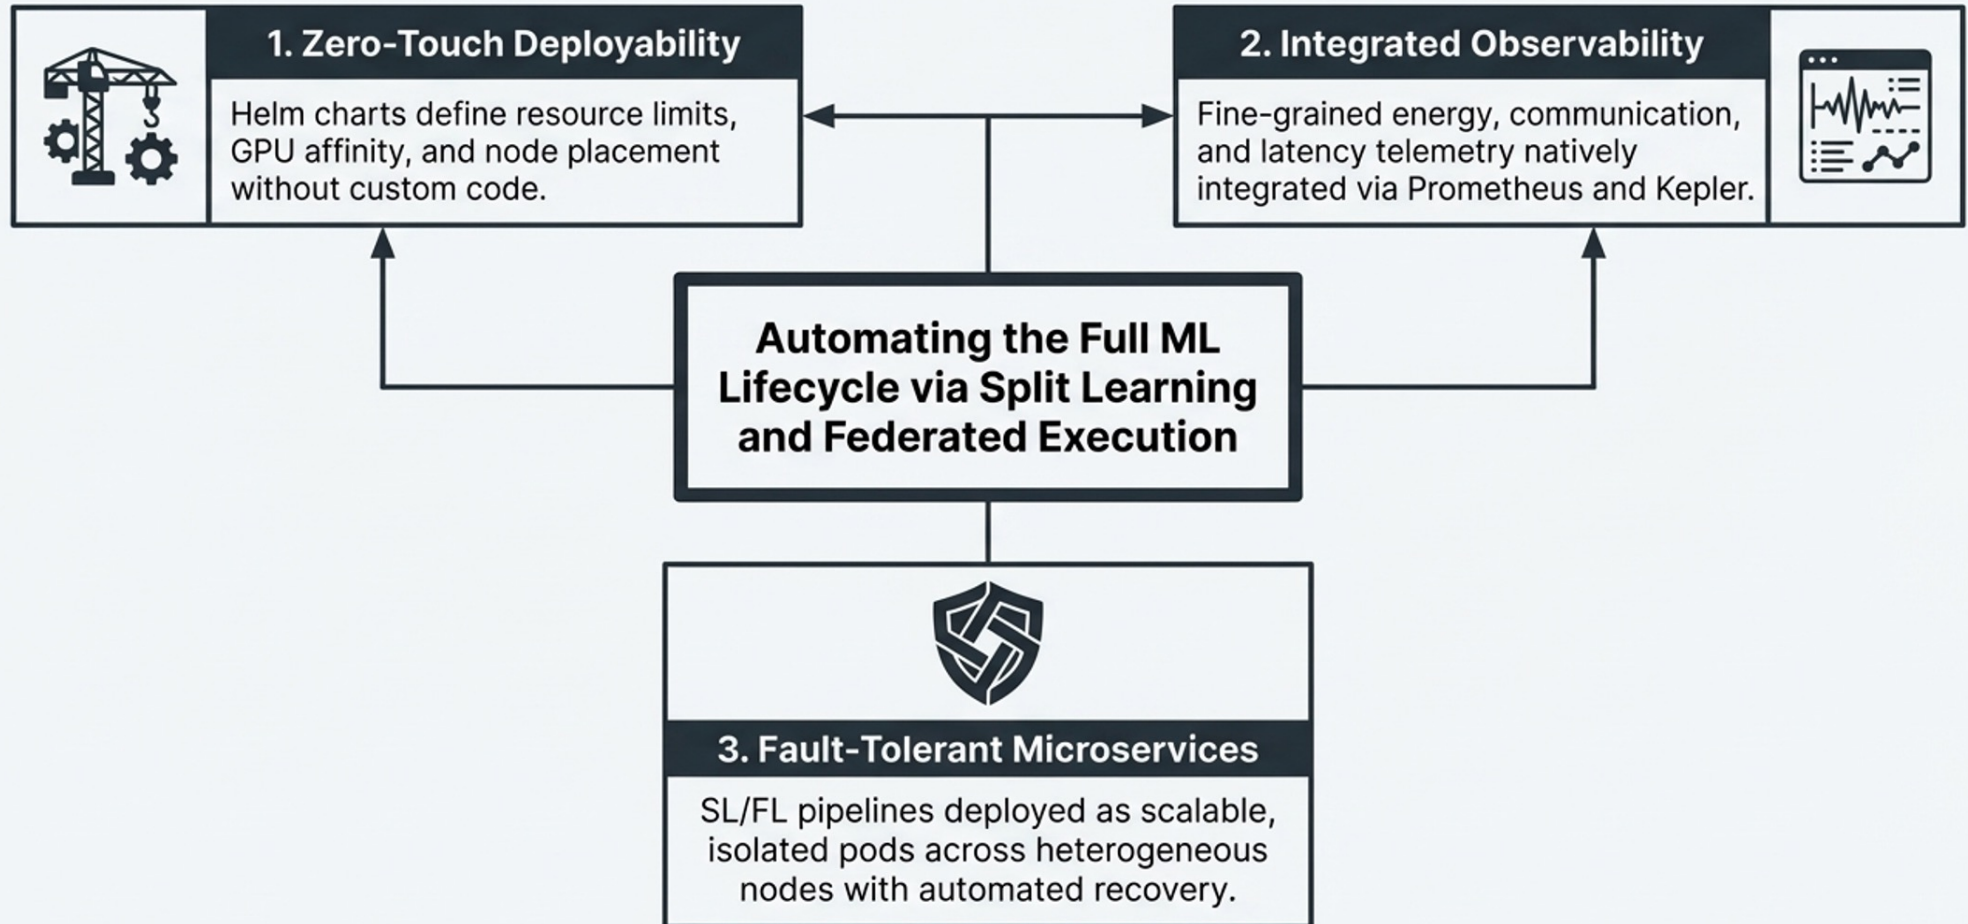 1. Zero-Touch Deployability
Helm charts define resource limits,
GPU affinity, and node placement
without custom code.
2. Integrated Observability
Fine-grained energy, communication,
and latency telemetry natively
integrated via Prometheus and Kepler.
Automating the Full ML
Lifecycle via Split Learning
and Federated Execution
3. Fault-Tolerant Microservices
SL/FL pipelines deployed as scalable,
isolated pods across heterogeneous
nodes with automated recovery.